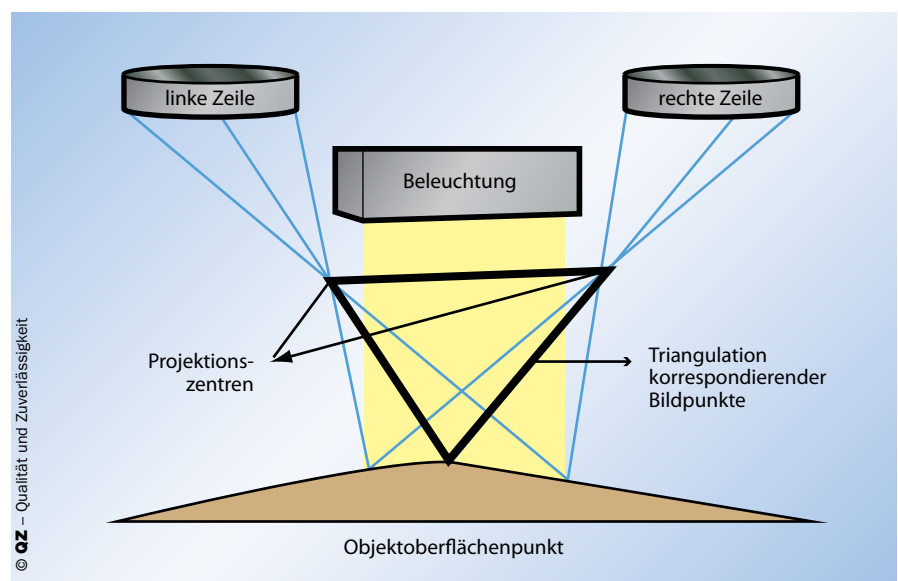 linke Zeile
rechte Zeile
Beleuchtung
Projektions-
zentren
Triangulation
korrespondierender
Bildpunkte
Objektoberflächenpunkt
© QZ – Qualität und Zuverlässigkeit